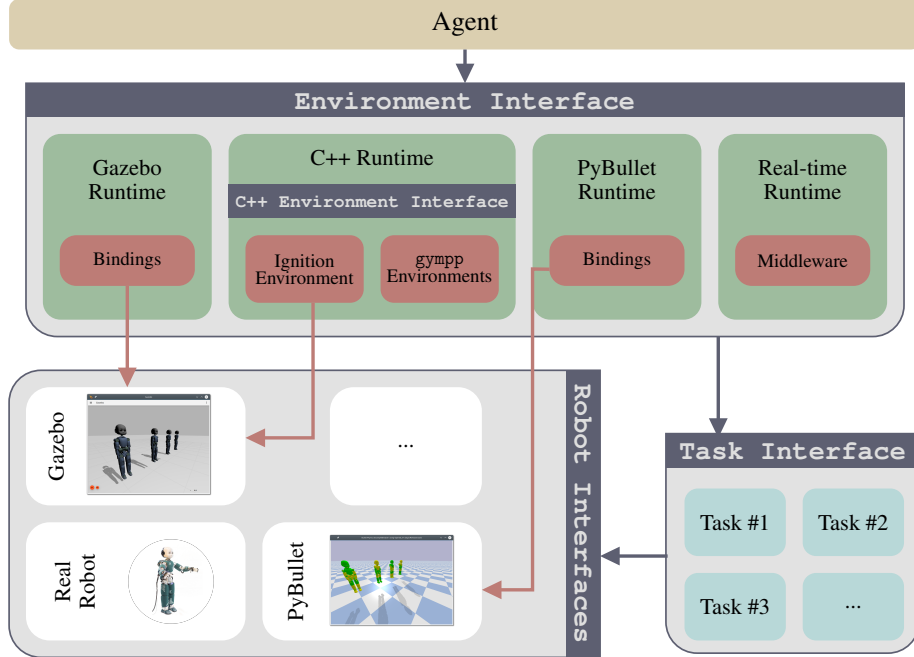 Agent
Environment Interface
Gazebo
Runtime
Bindings
C++ Runtime
C++ Environment Interface
Ignition
Environment
gympp
Environments
PyBullet
Runtime
Bindings
Real-time
Runtime
Middleware
Gazebo
...
Real
Robot
PyBullet
Robot Interfaces
Task Interface
Task #1
Task #2
Task #3
...